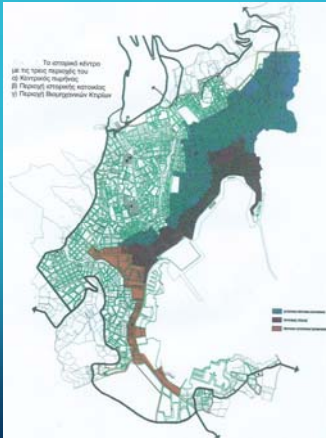 Το ιστορικό κέντρο
με τις τρεις περιοχές του
α) Κεντρικός πυρήνας
β) Περιοχή ιστορικής κατοικίας
γ) Περιοχή Βιομηχανικών Κτιρίων